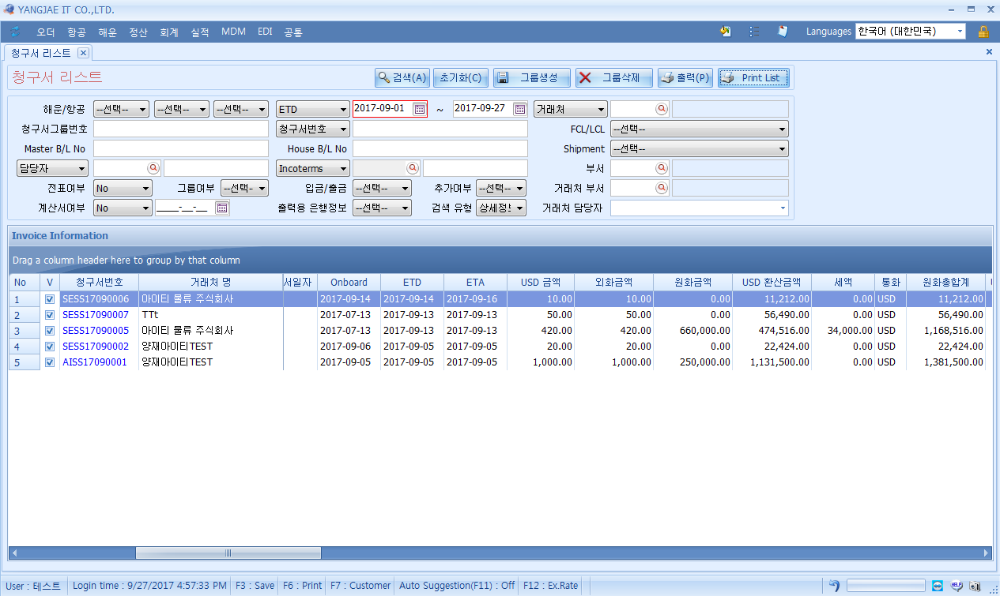 YANGJAE IT CO.,LTD.
오더 항공 해운 정산 회계 실적 MDM EDI 공통 Languages 한국어 (대한민국)
청구서 리스트
청구서 리스트 검색(A) 초기화(C) 그룹생성 그룹삭제 출력(P) Print List
해운/항공 --선택-- --선택-- --선택-- ETD 2017-09-01 ~ 2017-09-27 거래처
청구서그룹번호 청구서번호 FCL/LCL --선택--
Master B/L No House B/L No Shipment --선택--
담당자 Incoterms 부서
전표여부 No 그룹여부 --선택- 입금/출금 --선택-- 추가여부 --선택-- 거래처 부서
계산서여부 No ____-__-__ 출력용 은행정보 --선택-- 검색 유형 상세정보 거래처 담당자
Invoice Information
Drag a column header here to group by that column
No V 청구서번호 거래처 명 서일자 Onboard ETD ETA USD 금액 외화금액 원화금액 USD 환산금액 세액 통화 원화총합계
1 SESS17090006 아이티 물류 주식회사 2017-09-14 2017-09-14 2017-09-16 10.00 10.00 0.00 11,212.00 0.00 USD 11,212.00
2 SESS17090007 TTt 2017-07-13 2017-09-13 2017-09-13 50.00 50.00 0.00 56,490.00 0.00 USD 56,490.00
3 SESS17090005 아이티 물류 주식회사 2017-07-13 2017-09-13 2017-09-13 420.00 420.00 660,000.00 474,516.00 34,000.00 USD 1,168,516.00
4 SESS17090002 양재아이티TEST 2017-09-06 2017-09-05 2017-09-05 20.00 20.00 0.00 22,424.00 0.00 USD 22,424.00
5 AISS17090001 양재아이티TEST 2017-09-05 2017-09-05 2017-09-05 1,000.00 1,000.00 250,000.00 1,131,500.00 0.00 USD 1,381,500.00
User : 테스트 Login time : 9/27/2017 4:57:33 PM F3 : Save F6 : Print F7 : Customer Auto Suggestion(F11) : Off F12 : Ex.Rate HELP